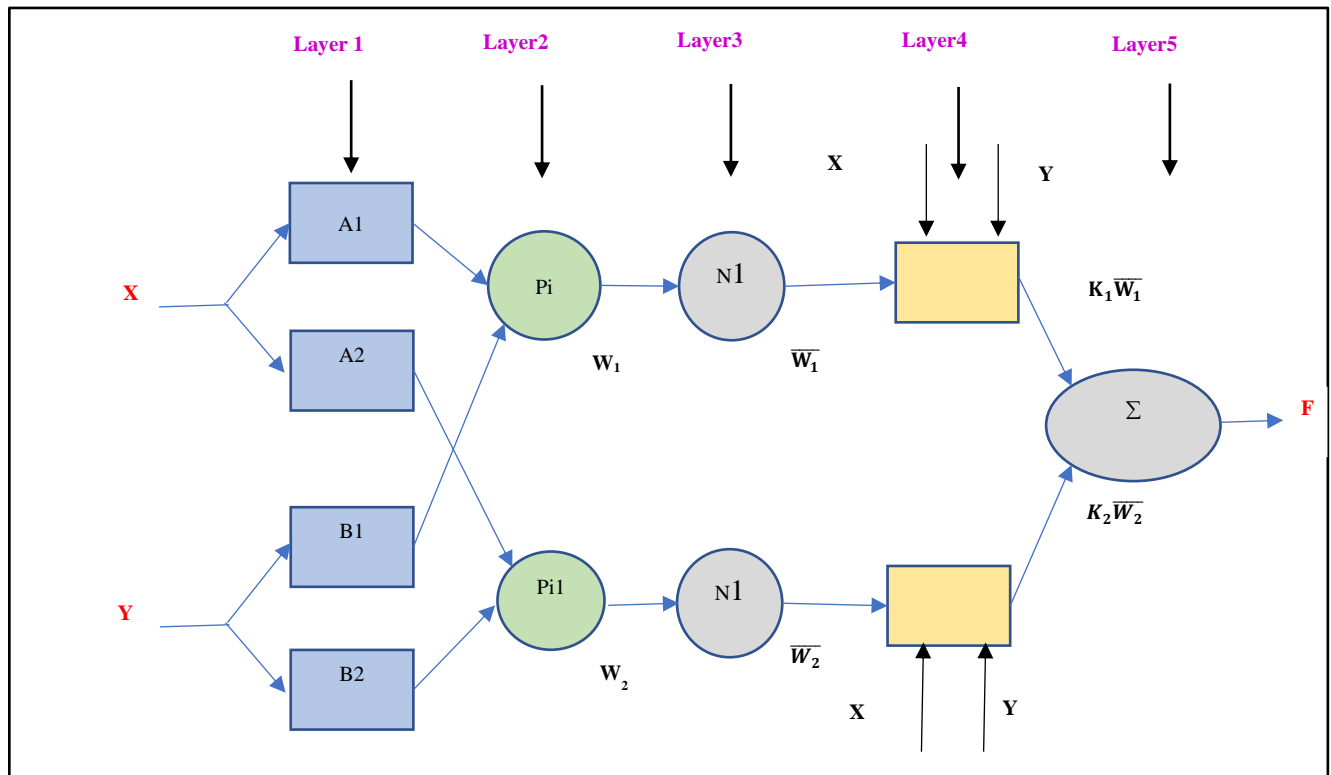 Layer 1 Layer2 Layer3 Layer4 Layer5
X Y
A1
Pi N1
X K₁W̅₁
A2
W₁ W̅₁
Σ F
B1 K₂W̅₂
Pi1 N1
Y
B2 W₂ W̅₂
X Y